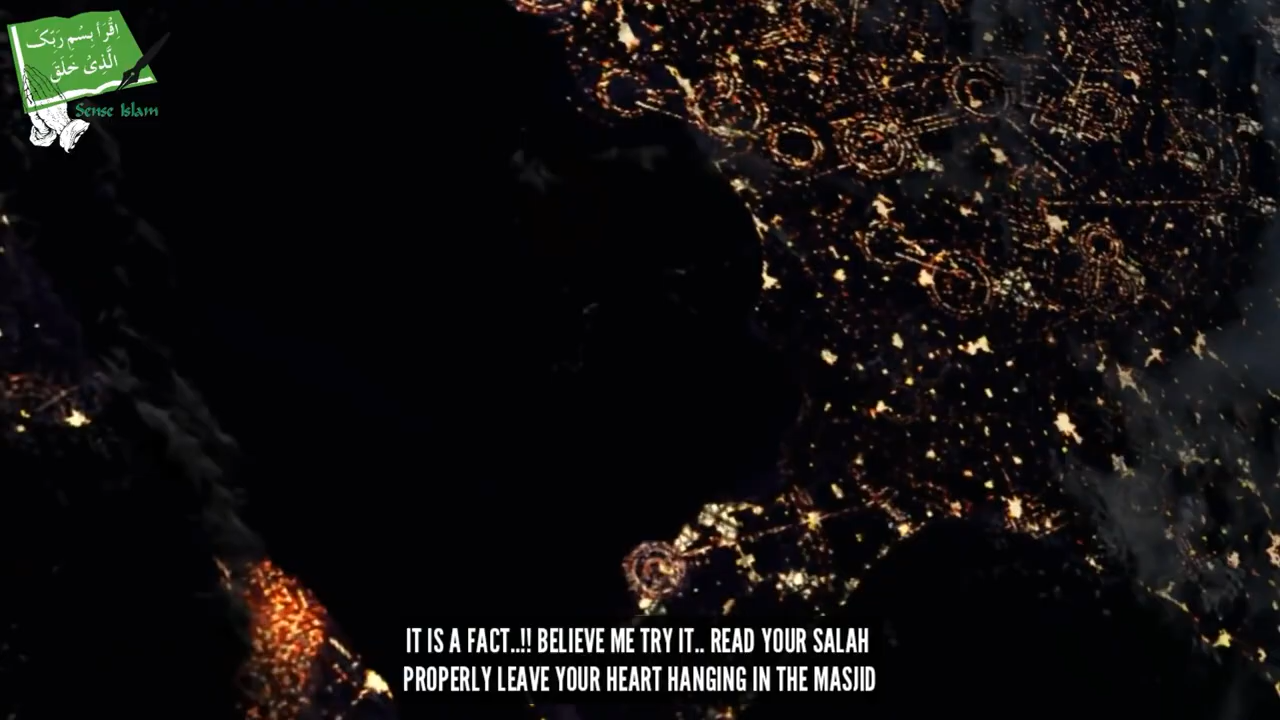 اِقْرَا بِسْمِ رَبِّکَ
الَّذِیْ خَلَقَ
Sense Islam
IT IS A FACT..!! BELIEVE ME TRY IT.. READ YOUR SALAH
PROPERLY LEAVE YOUR HEART HANGING IN THE MASJID